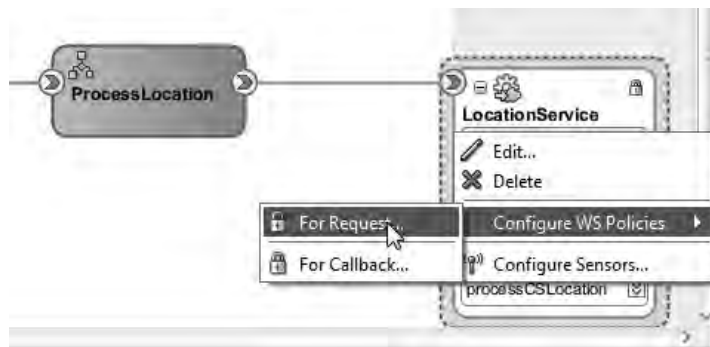 ProcessLocation
LocationService
Edit...
Delete
Configure WS Policies
For Request...
For Callback...
Configure Sensors...
processCSLocation